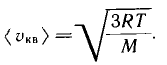 ⟨v_кв⟩ = √(3RT/M).